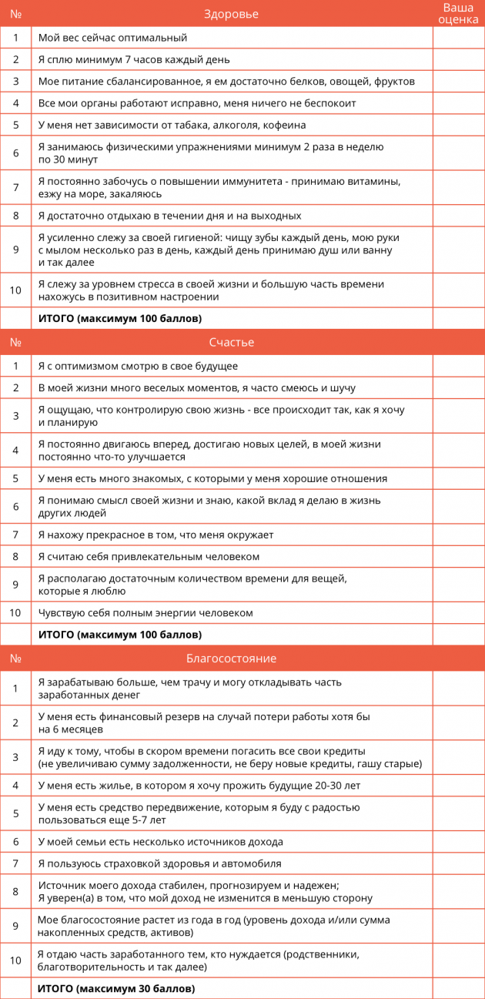 № Здоровье Ваша
оценка
1 Мой вес сейчас оптимальный
2 Я сплю минимум 7 часов каждый день
3 Мое питание сбалансированное, я ем достаточно белков, овощей, фруктов
4 Все мои органы работают исправно, меня ничего не беспокоит
5 У меня нет зависимости от табака, алкоголя, кофеина
6 Я занимаюсь физическими упражнениями минимум 2 раза в неделю
по 30 минут
7 Я постоянно забочусь о повышении иммунитета - принимаю витамины,
езжу на море, закаляюсь
8 Я достаточно отдыхаю в течении дня и на выходных
9 Я усиленно слежу за своей гигиеной: чищу зубы каждый день, мою руки
с мылом несколько раз в день, каждый день принимаю душ или ванну
и так далее
10 Я слежу за уровнем стресса в своей жизни и большую часть времени
нахожусь в позитивном настроении
ИТОГО (максимум 100 баллов)
№ Счастье
1 Я с оптимизмом смотрю в свое будущее
2 В моей жизни много веселых моментов, я часто смеюсь и шучу
3 Я ощущаю, что контролирую свою жизнь - все происходит так, как я хочу
и планирую
4 Я постоянно двигаюсь вперед, достигаю новых целей, в моей жизни
постоянно что-то улучшается
5 У меня есть много знакомых, с которыми у меня хорошие отношения
6 Я понимаю смысл своей жизни и знаю, какой вклад я делаю в жизнь
других людей
7 Я нахожу прекрасное в том, что меня окружает
8 Я считаю себя привлекательным человеком
9 Я располагаю достаточным количеством времени для вещей,
которые я люблю
10 Чувствую себя полным энергии человеком
ИТОГО (максимум 100 баллов)
№ Благосостояние
1 Я зарабатываю больше, чем трачу и могу откладывать часть
заработанных денег
2 У меня есть финансовый резерв на случай потери работы хотя бы
на 6 месяцев
3 Я иду к тому, чтобы в скором времени погасить все свои кредиты
(не увеличиваю сумму задолженности, не беру новые кредиты, гашу старые)
4 У меня есть жилье, в котором я хочу прожить будущие 20-30 лет
5 У меня есть средство передвижение, которым я буду с радостью
пользоваться еще 5-7 лет
6 У моей семьи есть несколько источников дохода
7 Я пользуюсь страховкой здоровья и автомобиля
8 Источник моего дохода стабилен, прогнозируем и надежен;
Я уверен(а) в том, что мой доход не изменится в меньшую сторону
9 Мое благосостояние растет из года в год (уровень дохода и/или сумма
накопленных средств, активов)
10 Я отдаю часть заработанного тем, кто нуждается (родственники,
благотворительность и так далее)
ИТОГО (максимум 30 баллов)